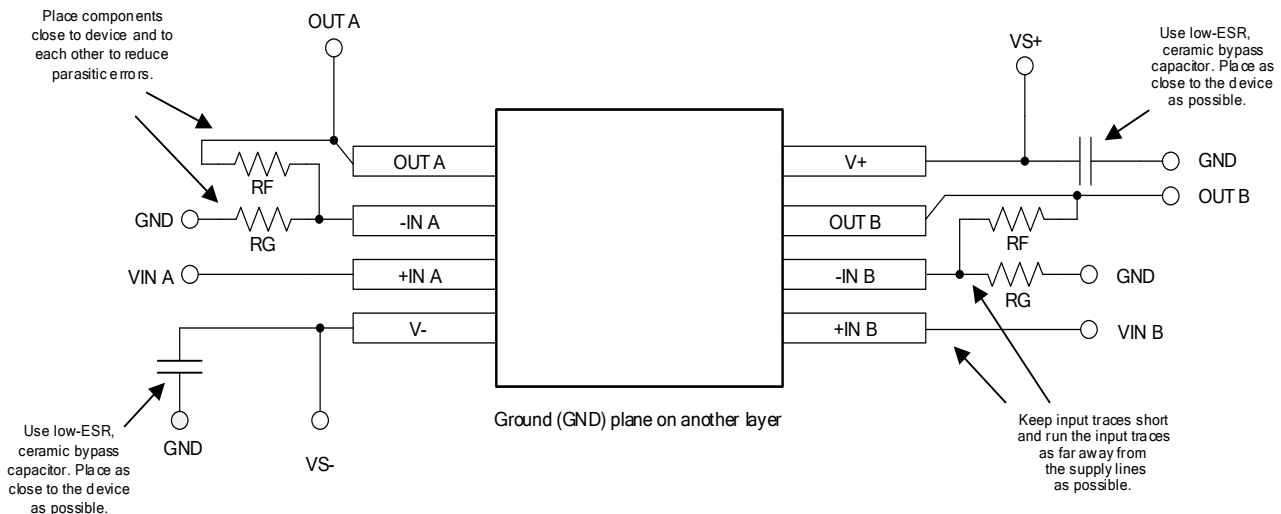 Place components
close to device and to
each other to reduce
parasitic errors.
OUT A
VS+
Use low-ESR,
ceramic bypass
capacitor. Place as
close to the device
as possible.
OUT A
V+
GND
RF
OUT B
GND
-IN A
OUT B
RG
RF
VIN A
+IN A
-IN B
GND
RG
V-
+IN B
VIN B
Ground (GND) plane on another layer
Use low-ESR,
ceramic bypass
capacitor. Place as
close to the device
as possible.
GND
VS-
Keep input traces short
and run the input traces
as far away from
the supply lines
as possible.